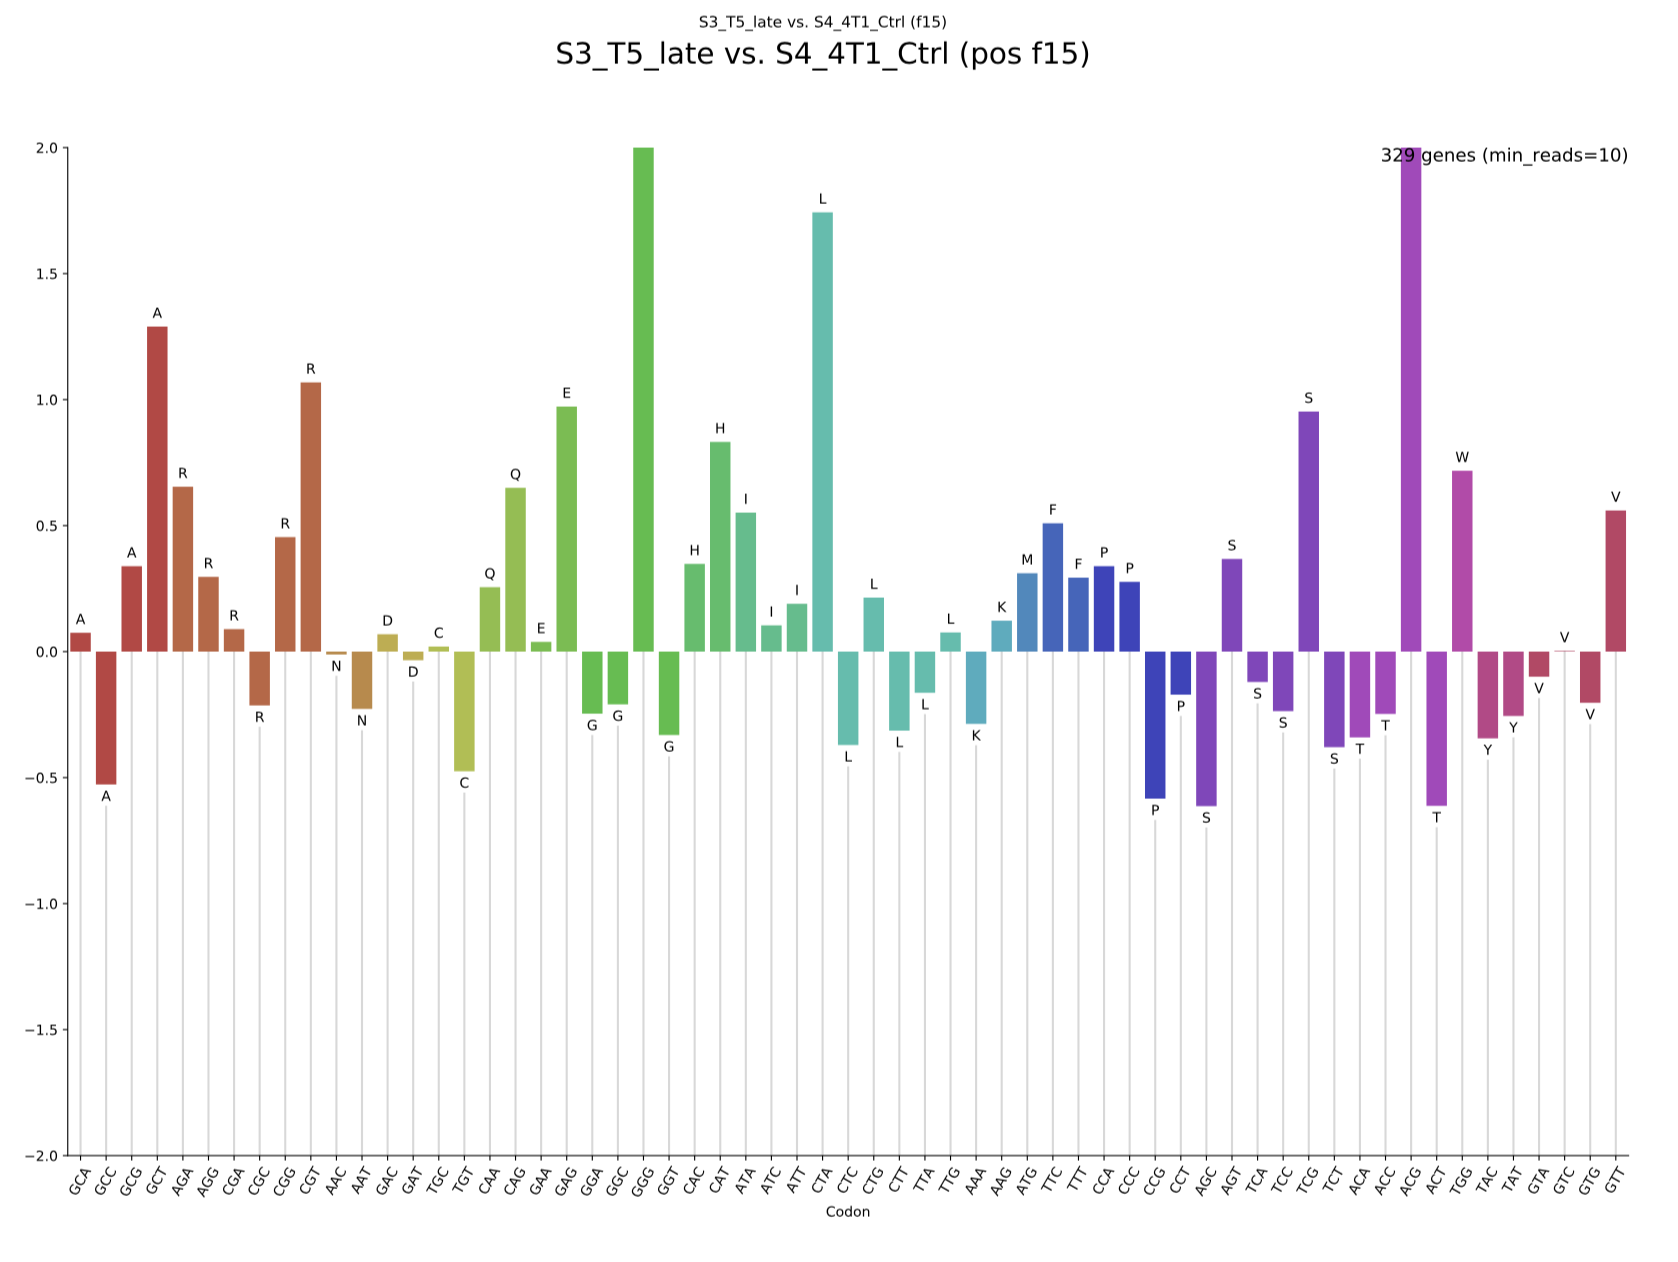 S3_T5_late vs. S4_4T1_Ctrl (f15)
S3_T5_late vs. S4_4T1_Ctrl (pos f15)
329 genes (min_reads=10)
2.0
1.5
1.0
0.5
0.0
−0.5
−1.0
−1.5
−2.0
A A A A R R R R R R N N D D C C Q Q E E G G G H H I I I L L L L L L K K M F F P P P P S S S S S S T T T W Y Y V V V V
GCA GCC GCG GCT AGA AGG CGA CGC CGG CGT AAC AAT GAC GAT TGC TGT CAA CAG GAA GAG GGA GGC GGG GGT CAC CAT ATA ATC ATT CTA CTC CTG CTT TTA TTG AAA AAG ATG TTC TTT CCA CCC CCG CCT AGC AGT TCA TCC TCG TCT ACA ACC ACG ACT TGG TAC TAT GTA GTC GTG GTT
Codon